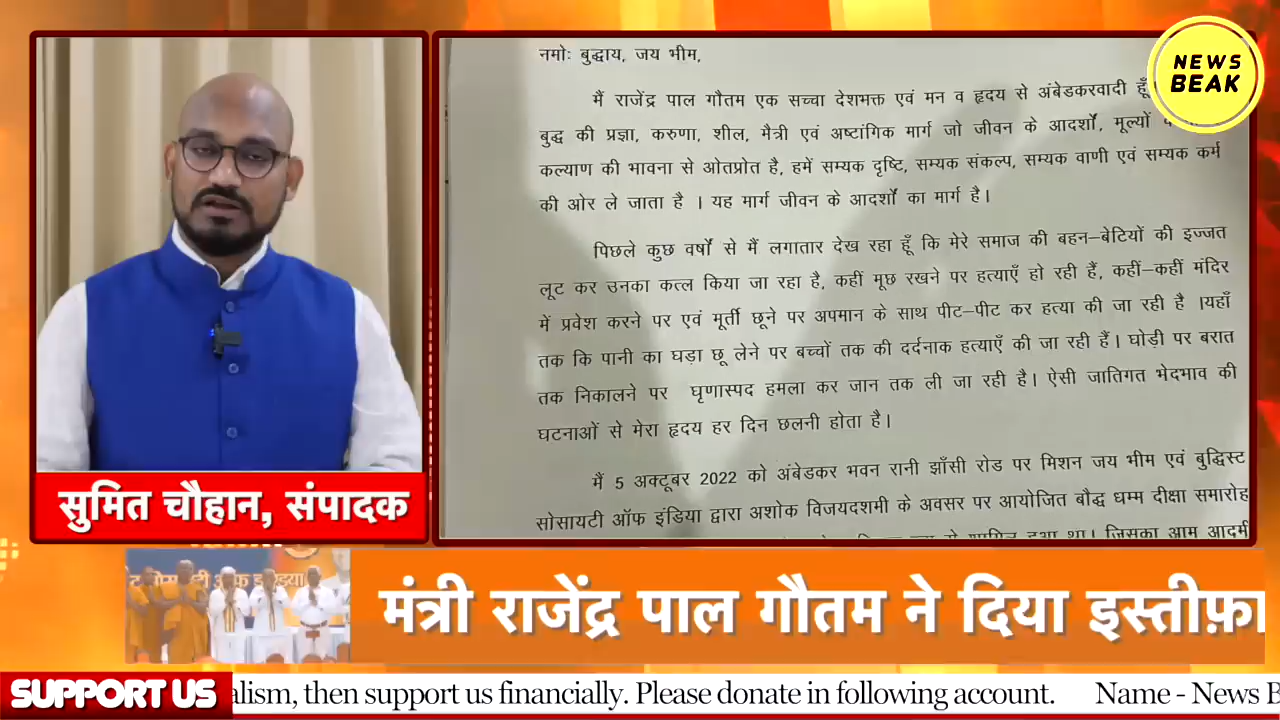 NEWS
BEAK
नमोः बुद्धाय, जय भीम,
मैं राजेंद्र पाल गौतम एक सच्चा देशभक्त एवं मन व हृदय से अंबेडकरवादी हूँ
बुद्ध की प्रज्ञा, करुणा, शील, मैत्री एवं अष्टांगिक मार्ग जो जीवन के आदर्शों, मूल्यों
कल्याण की भावना से ओतप्रोत है, हमें सम्यक दृष्टि, सम्यक संकल्प, सम्यक वाणी एवं सम्यक कर्म
की ओर ले जाता है । यह मार्ग जीवन के आदर्शों का मार्ग है।
पिछले कुछ वर्षों से मैं लगातार देख रहा हूँ कि मेरे समाज की बहन–बेटियों की इज्जत
लूट कर उनका कत्ल किया जा रहा है, कहीं मूछ रखने पर हत्याएँ हो रही हैं, कहीं–कहीं मंदिर
में प्रवेश करने पर एवं मूर्ती छूने पर अपमान के साथ पीट–पीट कर हत्या की जा रही है ।यहाँ
तक कि पानी का घड़ा छू लेने पर बच्चों तक की दर्दनाक हत्याएँ की जा रही हैं। घोड़ी पर बरात
तक निकालने पर घृणास्पद हमला कर जान तक ली जा रही है। ऐसी जातिगत भेदभाव की
घटनाओं से मेरा हृदय हर दिन छलनी होता है।
मैं 5 अक्टूबर 2022 को अंबेडकर भवन रानी झाँसी रोड पर मिशन जय भीम एवं बुद्धिस्ट
सोसायटी ऑफ इंडिया द्वारा अशोक विजयदशमी के अवसर पर आयोजित बौद्ध धम्म दीक्षा समारोह
हुआ था। जिसका आम आदमी
सुमित चौहान, संपादक
ऑफ इंडिया
मंत्री राजेंद्र पाल गौतम ने दिया इस्तीफ़ा
SUPPORT US
alism, then support us financially. Please donate in following account. Name - News B